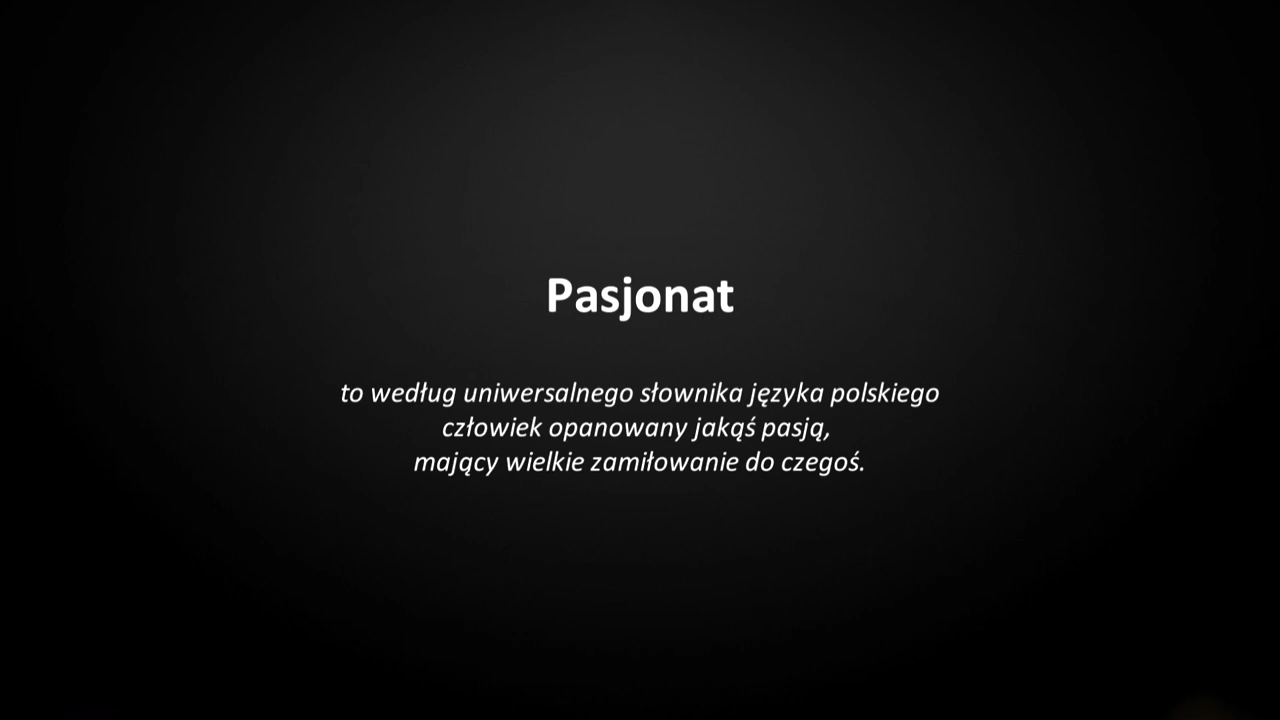 Pasjonat
to według uniwersalnego słownika języka polskiego
człowiek opanowany jakąś pasją,
mający wielkie zamiłowanie do czegoś.